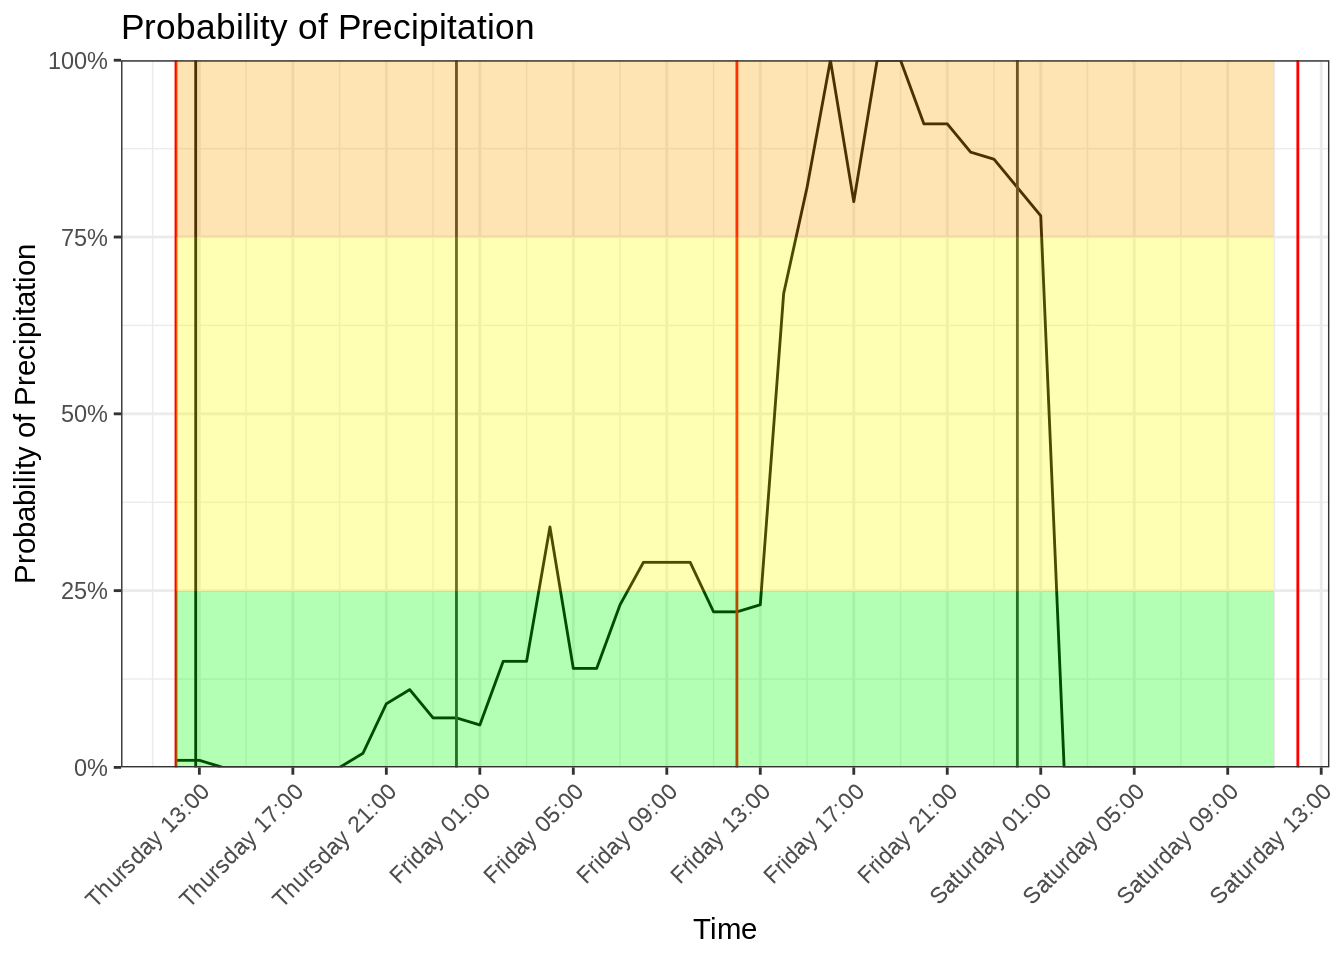 Probability of Precipitation
Probability of Precipitation
100%
75%
50%
25%
0%
Thursday 13:00
Thursday 17:00
Thursday 21:00
Friday 01:00
Friday 05:00
Friday 09:00
Friday 13:00
Friday 17:00
Friday 21:00
Saturday 01:00
Saturday 05:00
Saturday 09:00
Saturday 13:00
Time